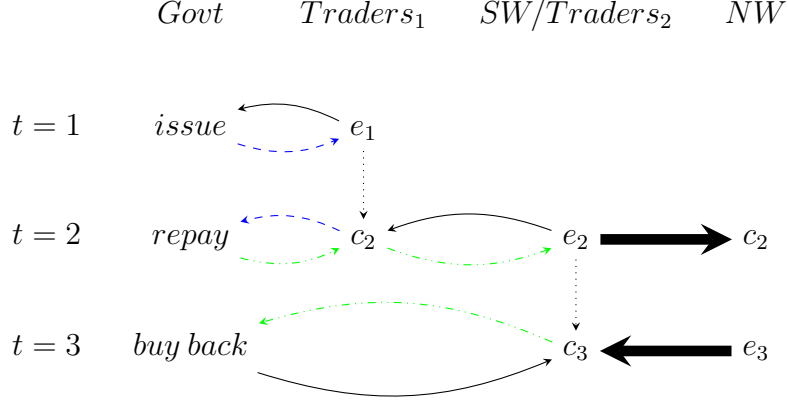 Govt Traders₁ SW/Traders₂ NW
t = 1 issue e₁
t = 2 repay c₂ e₂ c₂
t = 3 buy back c₃ e₃